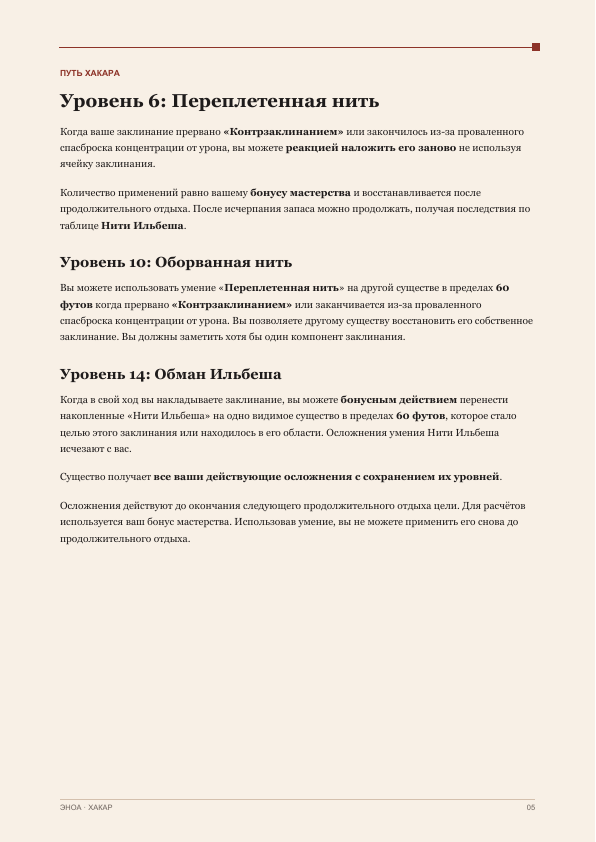 ПУТЬ ХАКАРА
Уровень 6: Переплетенная нить
Когда ваше заклинание прервано «Контрзаклинанием» или закончилось из-за проваленного
спасброска концентрации от урона, вы можете реакцией наложить его заново не используя
ячейку заклинания.
Количество применений равно вашему бонусу мастерства и восстанавливается после
продолжительного отдыха. После исчерпания запаса можно продолжать, получая последствия по
таблице Нити Ильбеша.
Уровень 10: Оборванная нить
Вы можете использовать умение «Переплетенная нить» на другой существе в пределах 60
футов когда прервано «Контрзаклинанием» или заканчивается из-за проваленного
спасброска концентрации от урона. Вы позволяете другому существу восстановить его собственное
заклинание. Вы должны заметить хотя бы один компонент заклинания.
Уровень 14: Обман Ильбеша
Когда в свой ход вы накладываете заклинание, вы можете бонусным действием перенести
накопленные «Нити Ильбеша» на одно видимое существо в пределах 60 футов, которое стало
целью этого заклинания или находилось в его области. Осложнения умения Нити Ильбеша
исчезают с вас.
Существо получает все ваши действующие осложнения с сохранением их уровней.
Осложнения действуют до окончания следующего продолжительного отдыха цели. Для расчётов
используется ваш бонус мастерства. Использовав умение, вы не можете применить его снова до
продолжительного отдыха.
ЭНОА · ХАКАР
05